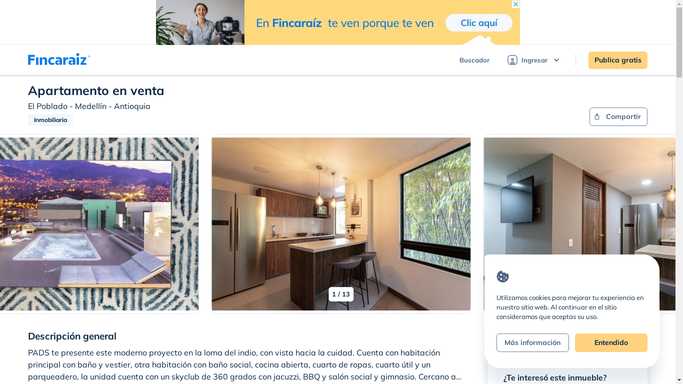 En Fincaraíz te ven porque te ven
Clic aquí
Fincaraiz
Buscador
Ingresar
Publica gratis
Apartamento en venta
El Poblado - Medellín - Antioquia
Inmobiliaria
Compartir
1 / 13
Utilizamos cookies para mejorar tu experiencia en
nuestro sitio web. Al continuar en el sitio
consideramos que aceptas su uso.
Más información
Entendido
Descripción general
PADS te presente este moderno proyecto en la loma del indio, con vista hacia la cuidad. Cuenta con habitación
principal con baño y vestier, otra habitación con baño social, cocina abierta, cuarto de ropas, cuarto útil y un
parqueadero, la unidad cuenta con un skyclub de 360 grados con jacuzzi, BBQ y salón social y gimnasio. Cercano a...
¿Te interesó este inmueble?